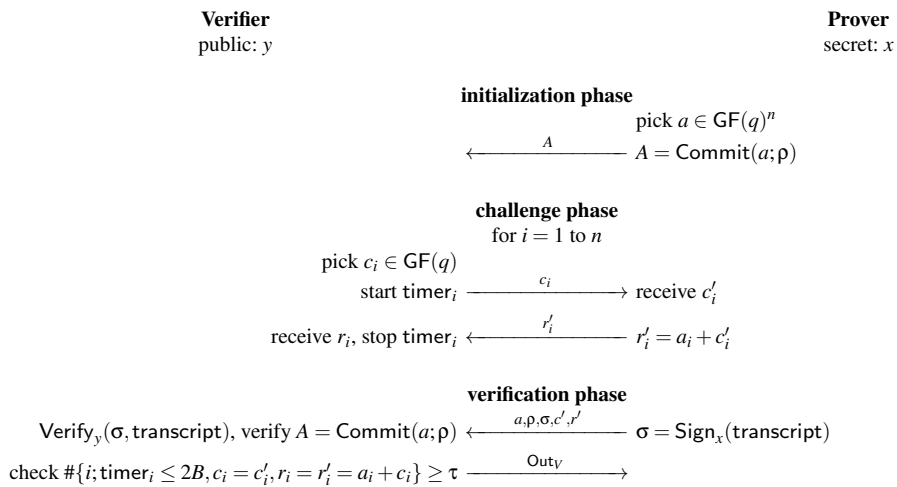 Verifier Prover
public: y secret: x
initialization phase
pick a ∈ GF(q)^n
A A = Commit(a;ρ)
challenge phase
for i = 1 to n
pick c_i ∈ GF(q)
start timer_i c_i receive c′_i
receive r_i, stop timer_i r′_i r′_i = a_i + c′_i
verification phase
Verify_y(σ, transcript), verify A = Commit(a;ρ) a,ρ,σ,c′,r′ σ = Sign_x(transcript)
check #{i; timer_i ≤ 2B, c_i = c′_i, r_i = r′_i = a_i + c_i} ≥ τ Out_V